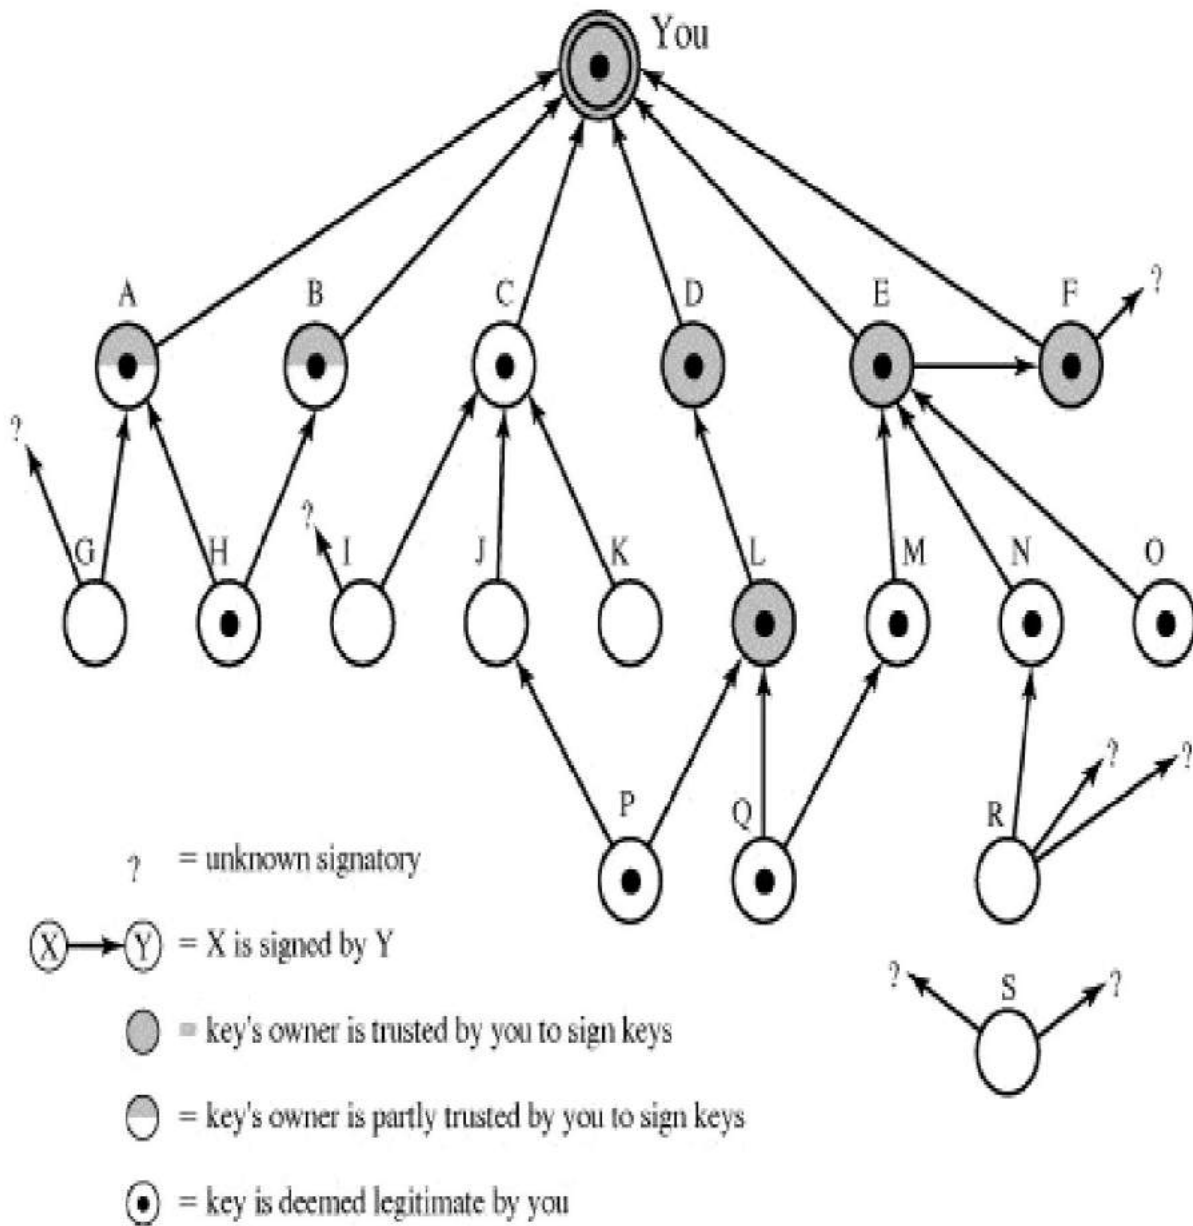 You
A B C D E F ?
?
G H ? I J K L M N O
? ?
P Q R
? = unknown signatory
X Y = X is signed by Y
? S ?
= key's owner is trusted by you to sign keys
= key's owner is partly trusted by you to sign keys
= key is deemed legitimate by you